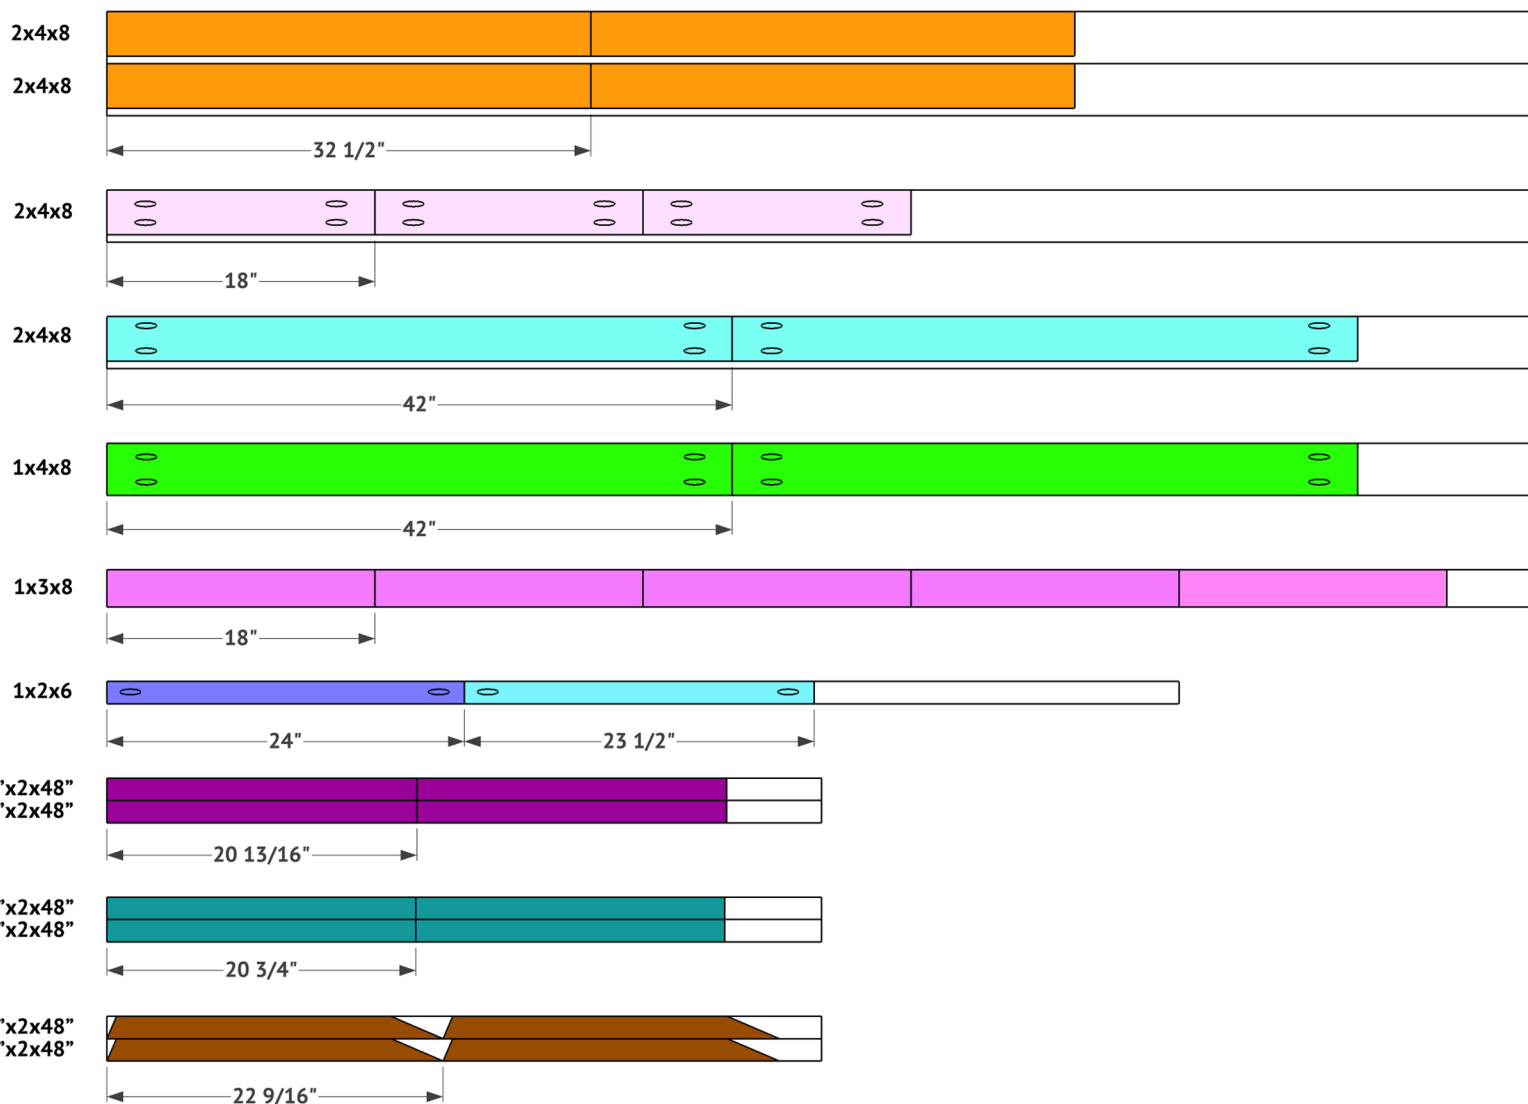 2x4x8
2x4x8
32 1/2"
2x4x8
18"
2x4x8
42"
1x4x8
42"
1x3x8
18"
1x2x6
24" 23 1/2"
"x2x48”
"x2x48”
20 13/16"
"x2x48”
"x2x48”
20 3/4"
"x2x48”
"x2x48”
22 9/16"